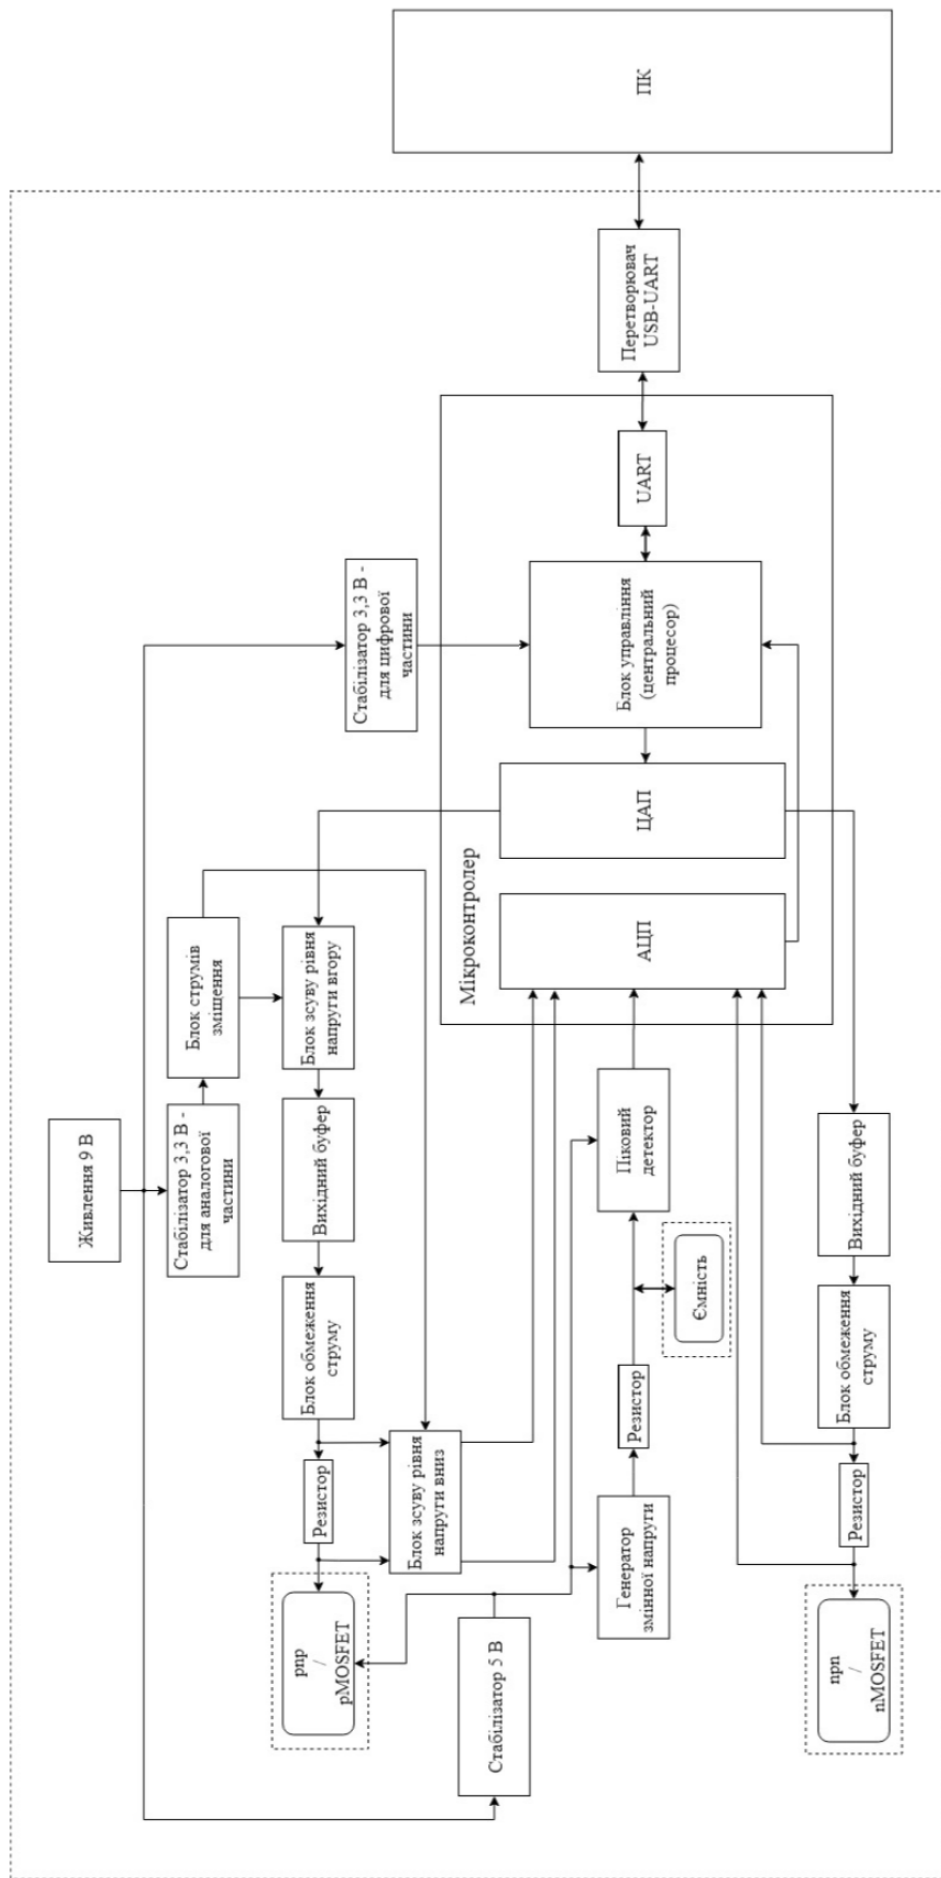 Живлення 9 В
Стабілізатор 3,3 В -
для аналогової
частини
Блок струмів
зміщення
Стабілізатор 3,3 В -
для цифрової
частини
pnp
/
pMOSFET
Резистор
Блок обмеження
струму
Вихідний буфер
Блок зсуву рівня
напруги вгору
Блок зсуву рівня
напруги вниз
Стабілізатор 5 В
Мікроконтролер
АЦП
ЦАП
Блок управління
(центральний
процесор)
UART
Перетворювач
USB-UART
ПК
Генератор
змінної напруги
Резистор
Піковий
детектор
Ємність
npn
/
nMOSFET
Резистор
Блок обмеження
струму
Вихідний буфер